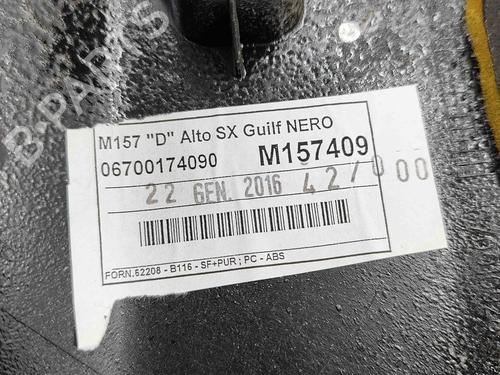 M157 "D" Alto SX Guilf NERO
06700174090 M157409
22 GEN. 2016 42/000
FORN.62208 - B116 - SF+PUR ; PC - ABS
B-PARTS